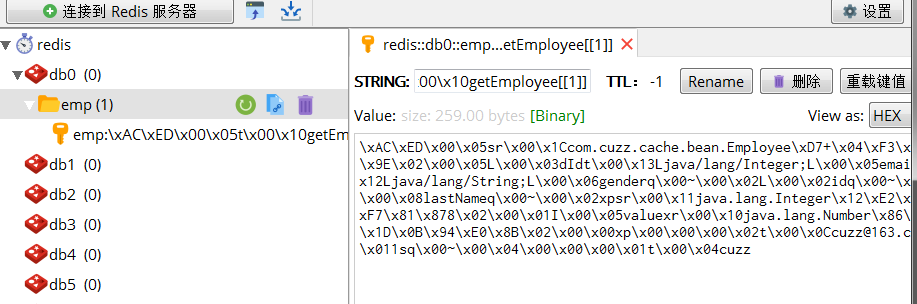 连接到 Redis 服务器
设置
redis
db0 (0)
emp (1)
emp:\xAC\xED\x00\x05t\x00\x10getEm
db1 (0)
db2 (0)
db3 (0)
db4 (0)
db5 (0)
redis::db0::emp...etEmployee[[1]]
STRING: 00\x10getEmployee[[1]] TTL: -1 Rename 删除 重载键值
Value: size: 259.00 bytes [Binary] View as: HEX
\xAC\xED\x00\x05sr\x00\x1Ccom.cuzz.cache.bean.Employee\xD7+\x04\xF3\
\x9E\x02\x00\x05L\x00\x03dIdt\x00\x13Ljava/lang/Integer;L\x00\x05emai
x12Ljava/lang/String;L\x00\x06genderq\x00~\x00\x02L\x00\x02idq\x00~\
\x00\x08lastNameq\x00~\x00\x02xpsr\x00\x11java.lang.Integer\x12\xE2\x
xF7\x81\x878\x02\x00\x01I\x00\x05valuexr\x00\x10java.lang.Number\x86\
\x1D\x0B\x94\xE0\x8B\x02\x00\x00xp\x00\x00\x00\x02t\x00\x0Ccuzz@163.c
\x011sq\x00~\x00\x04\x00\x00\x00\x01t\x00\x04cuzz